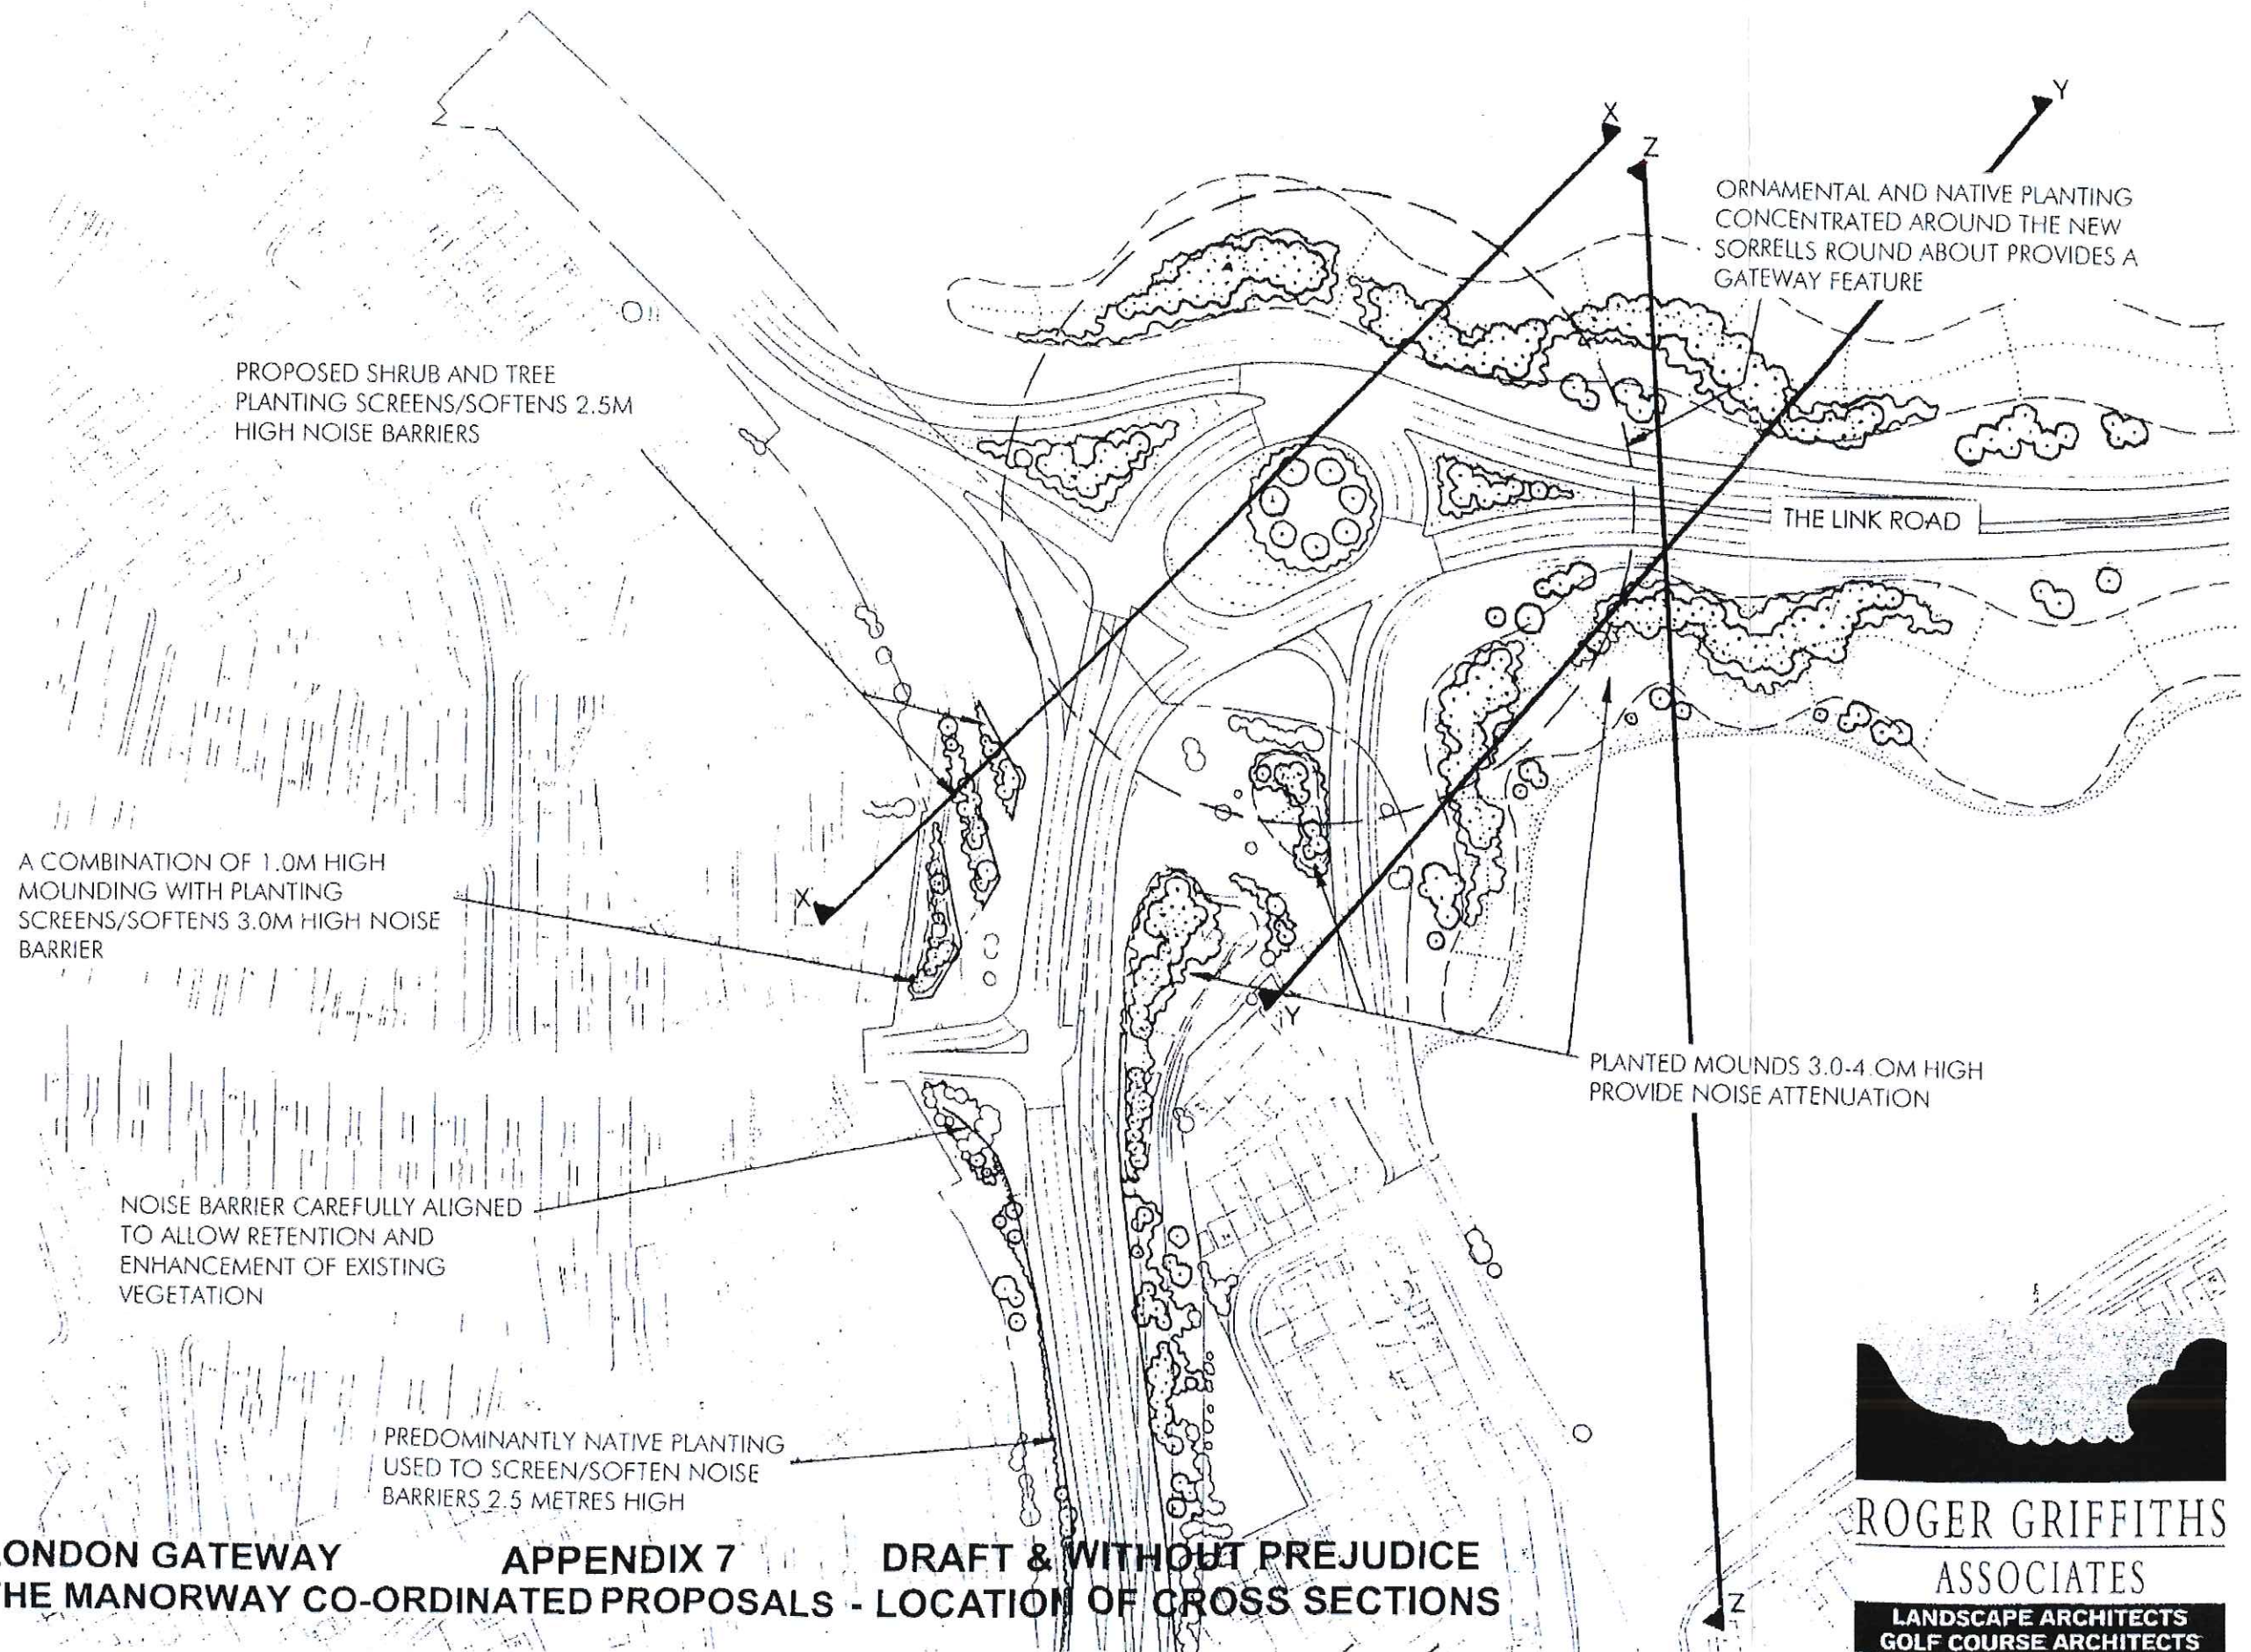 X
Y
Z
ORNAMENTAL AND NATIVE PLANTING
CONCENTRATED AROUND THE NEW
SORRELLS ROUND ABOUT PROVIDES A
GATEWAY FEATURE
PROPOSED SHRUB AND TREE
PLANTING SCREENS/SOFTENS 2.5M
HIGH NOISE BARRIERS
THE LINK ROAD
A COMBINATION OF 1.0M HIGH
MOUNDING WITH PLANTING
SCREENS/SOFTENS 3.0M HIGH NOISE
BARRIER
X
Y
PLANTED MOUNDS 3.0-4.0M HIGH
PROVIDE NOISE ATTENUATION
NOISE BARRIER CAREFULLY ALIGNED
TO ALLOW RETENTION AND
ENHANCEMENT OF EXISTING
VEGETATION
PREDOMINANTLY NATIVE PLANTING
USED TO SCREEN/SOFTEN NOISE
BARRIERS 2.5 METRES HIGH
ONDON GATEWAY APPENDIX 7 DRAFT & WITHOUT PREJUDICE
HE MANORWAY CO-ORDINATED PROPOSALS - LOCATION OF CROSS SECTIONS
Z
ROGER GRIFFITHS
ASSOCIATES
LANDSCAPE ARCHITECTS
GOLF COURSE ARCHITECTS